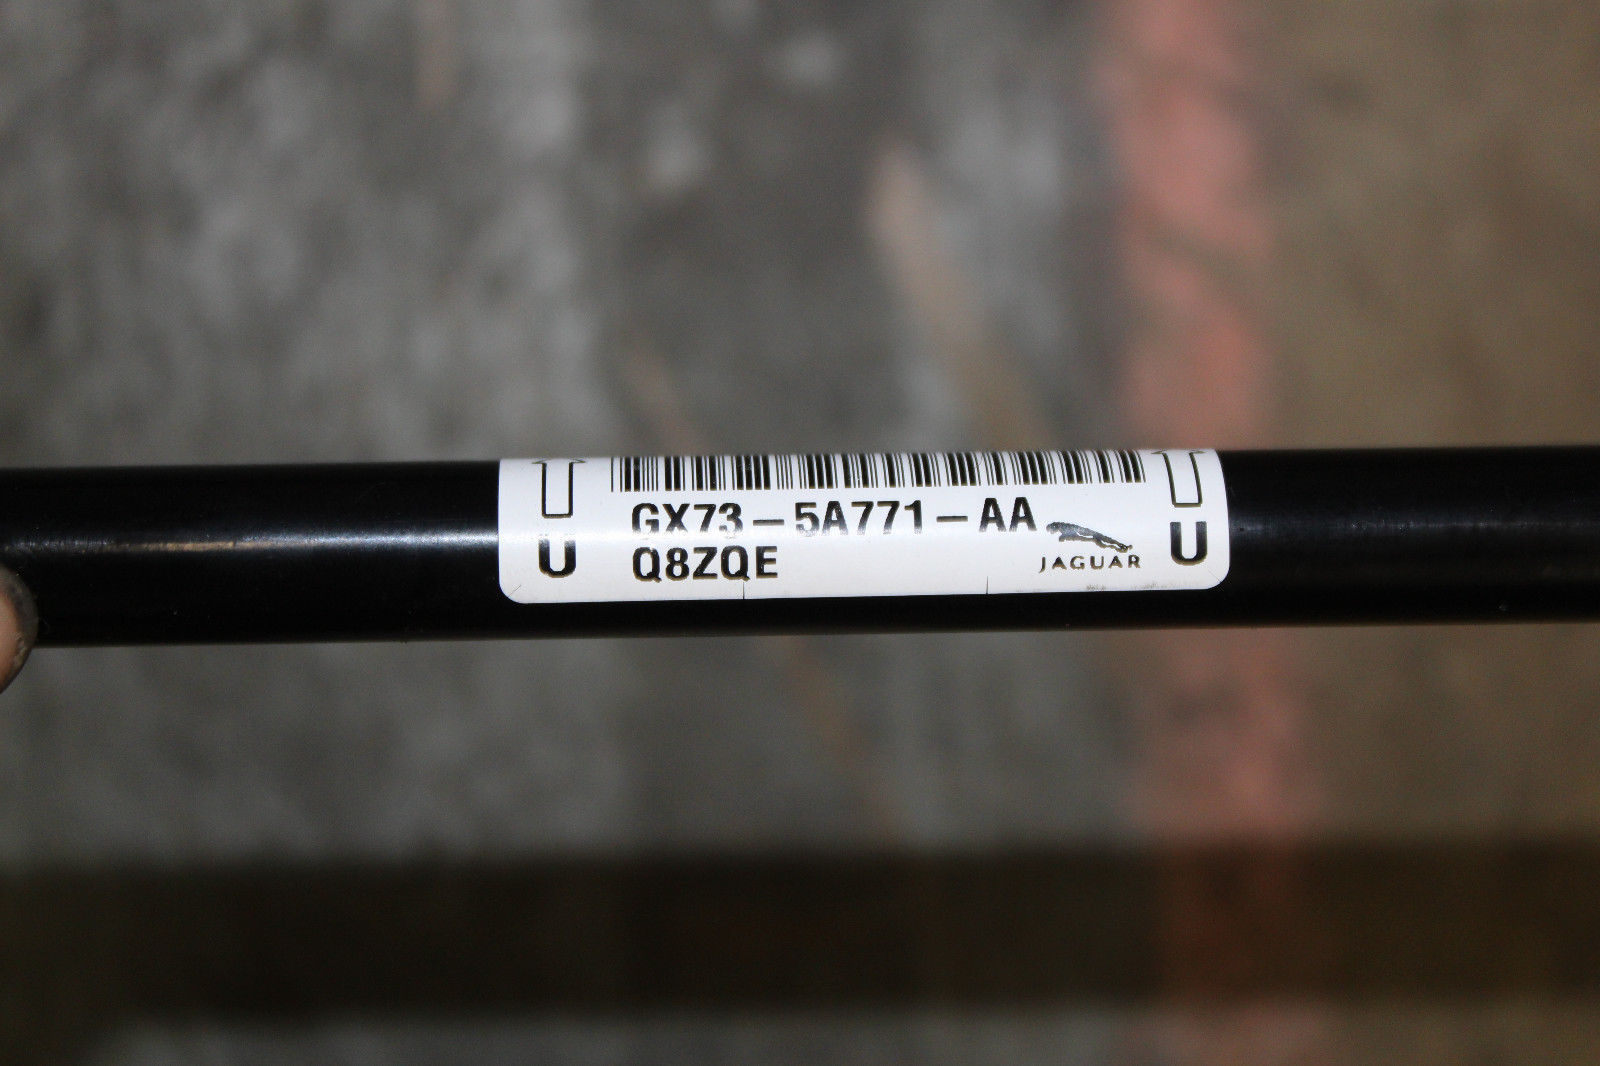 GX73-5A771-AA
Q8ZQE
JAGUAR
U
U